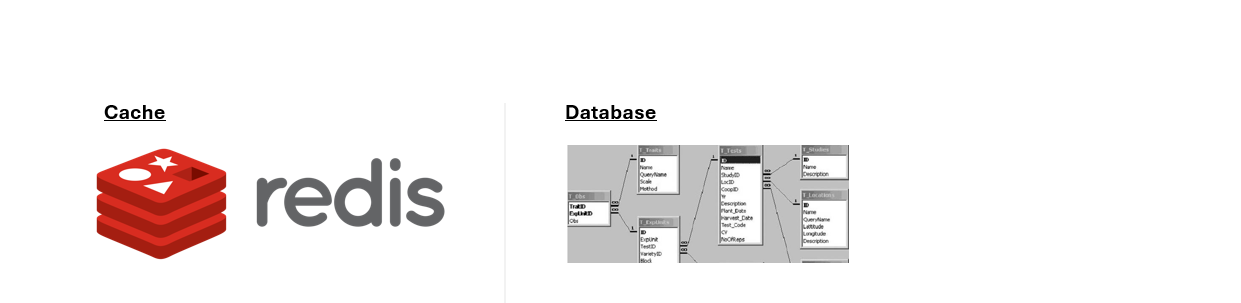 Cache
Database
redis
T_Obs
TraitID
ExpUnitID
Obs
T_Traits
ID
Name
QueryName
Scale
Method
T_ExpUnits
ID
ExpUnit
TestID
VarietyID
Block
T_Tests
ID
Name
StudyID
LocID
CoopID
Yr
Description
Plant_Date
Harvest_Date
Test_Code
CY
NoOfReps
T_Studies
ID
Name
Description
T_Locations
ID
Name
QueryName
Latitude
Longitude
Description